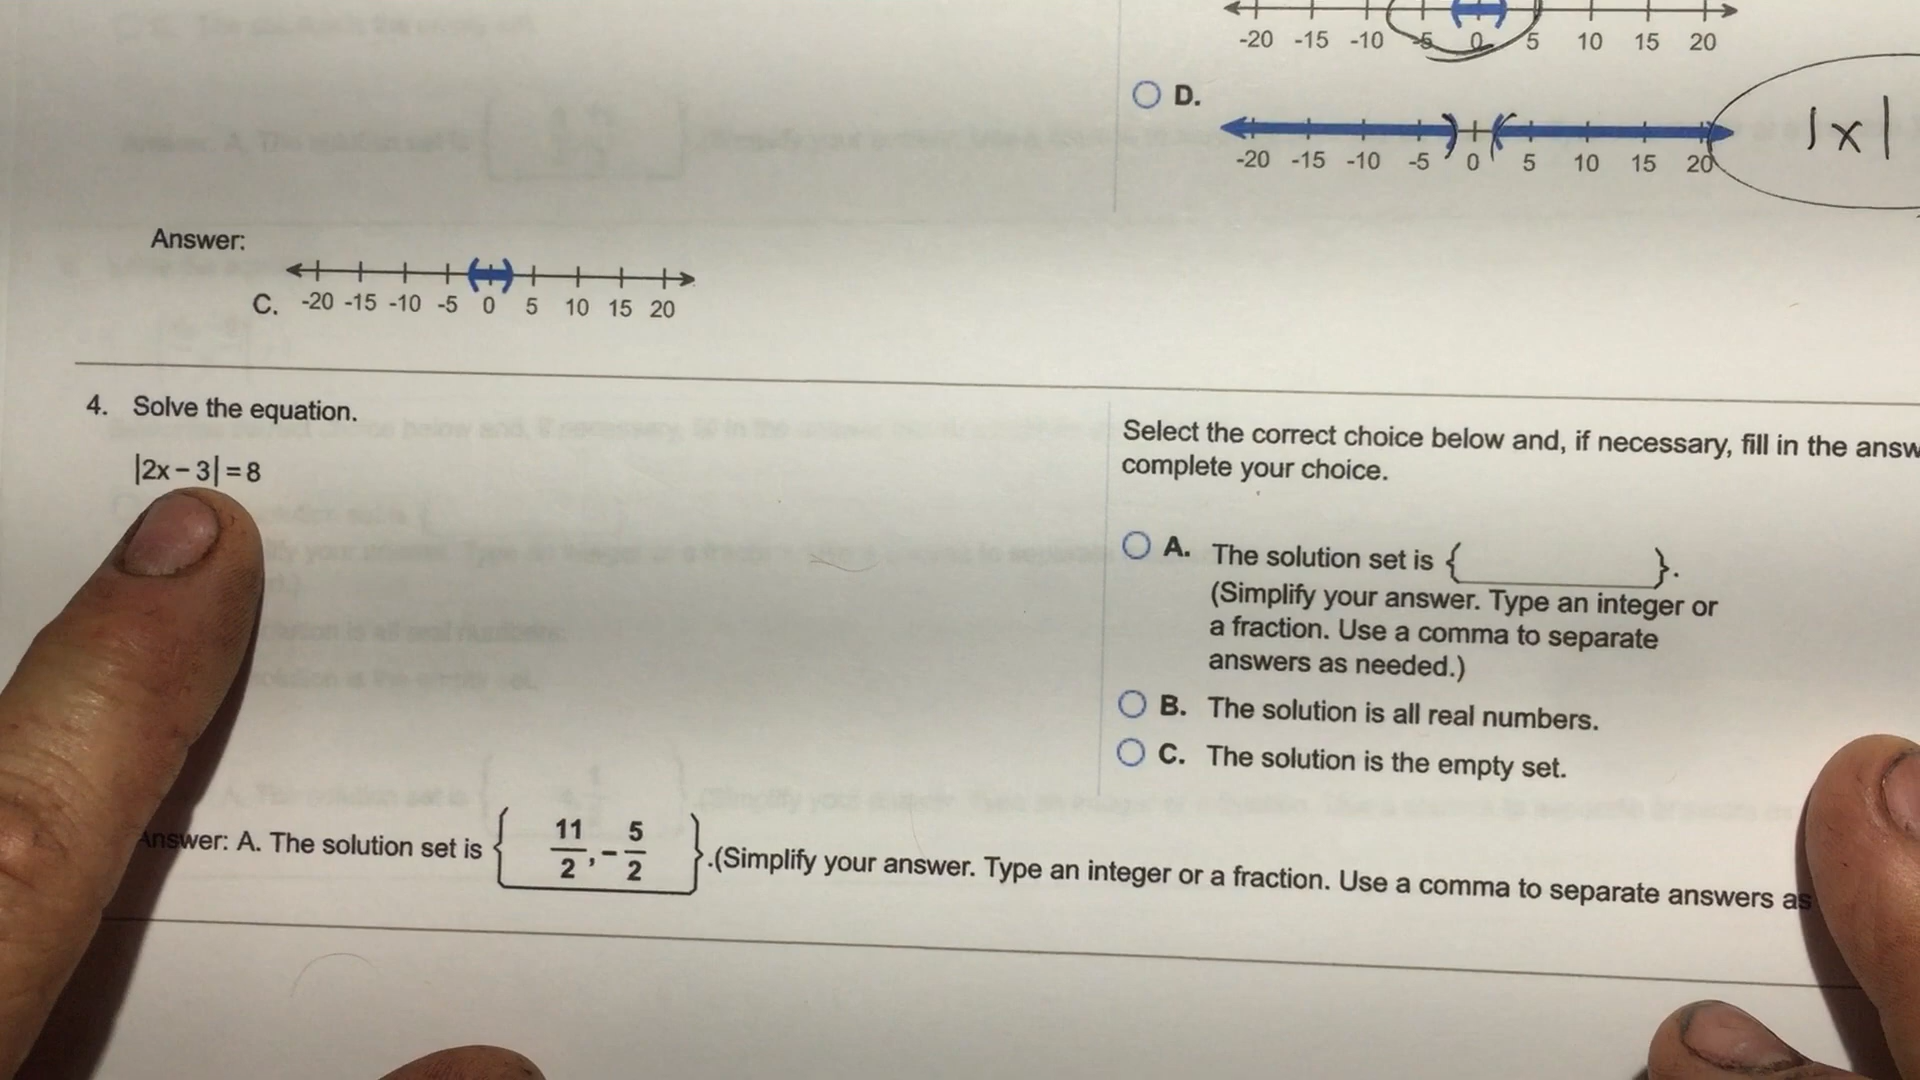 -20 -15 -10 -5 0 5 10 15 20
D.
-20 -15 -10 -5 0 5 10 15 20
|x|
Answer:
C. -20 -15 -10 -5 0 5 10 15 20
4. Solve the equation.
|2x - 3| = 8
Select the correct choice below and, if necessary, fill in the answ
complete your choice.
A. The solution set is { }.
(Simplify your answer. Type an integer or
a fraction. Use a comma to separate
answers as needed.)
B. The solution is all real numbers.
C. The solution is the empty set.
Answer: A. The solution set is { 11/2, -5/2 }.(Simplify your answer. Type an integer or a fraction. Use a comma to separate answers as